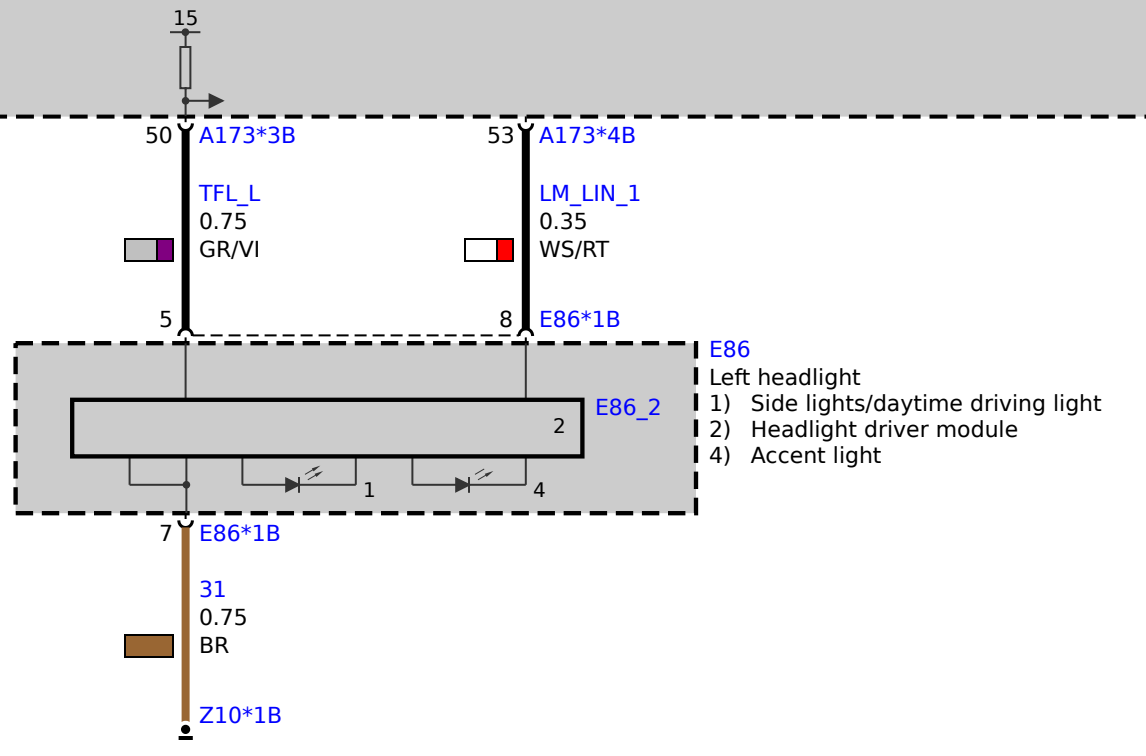 15
50 A173*3B
53 A173*4B
TFL_L
0.75
GR/VI
LM_LIN_1
0.35
WS/RT
5
8 E86*1B
E86
Left headlight
1) Side lights/daytime driving light
2) Headlight driver module
4) Accent light
E86_2
2
1
4
7 E86*1B
31
0.75
BR
Z10*1B